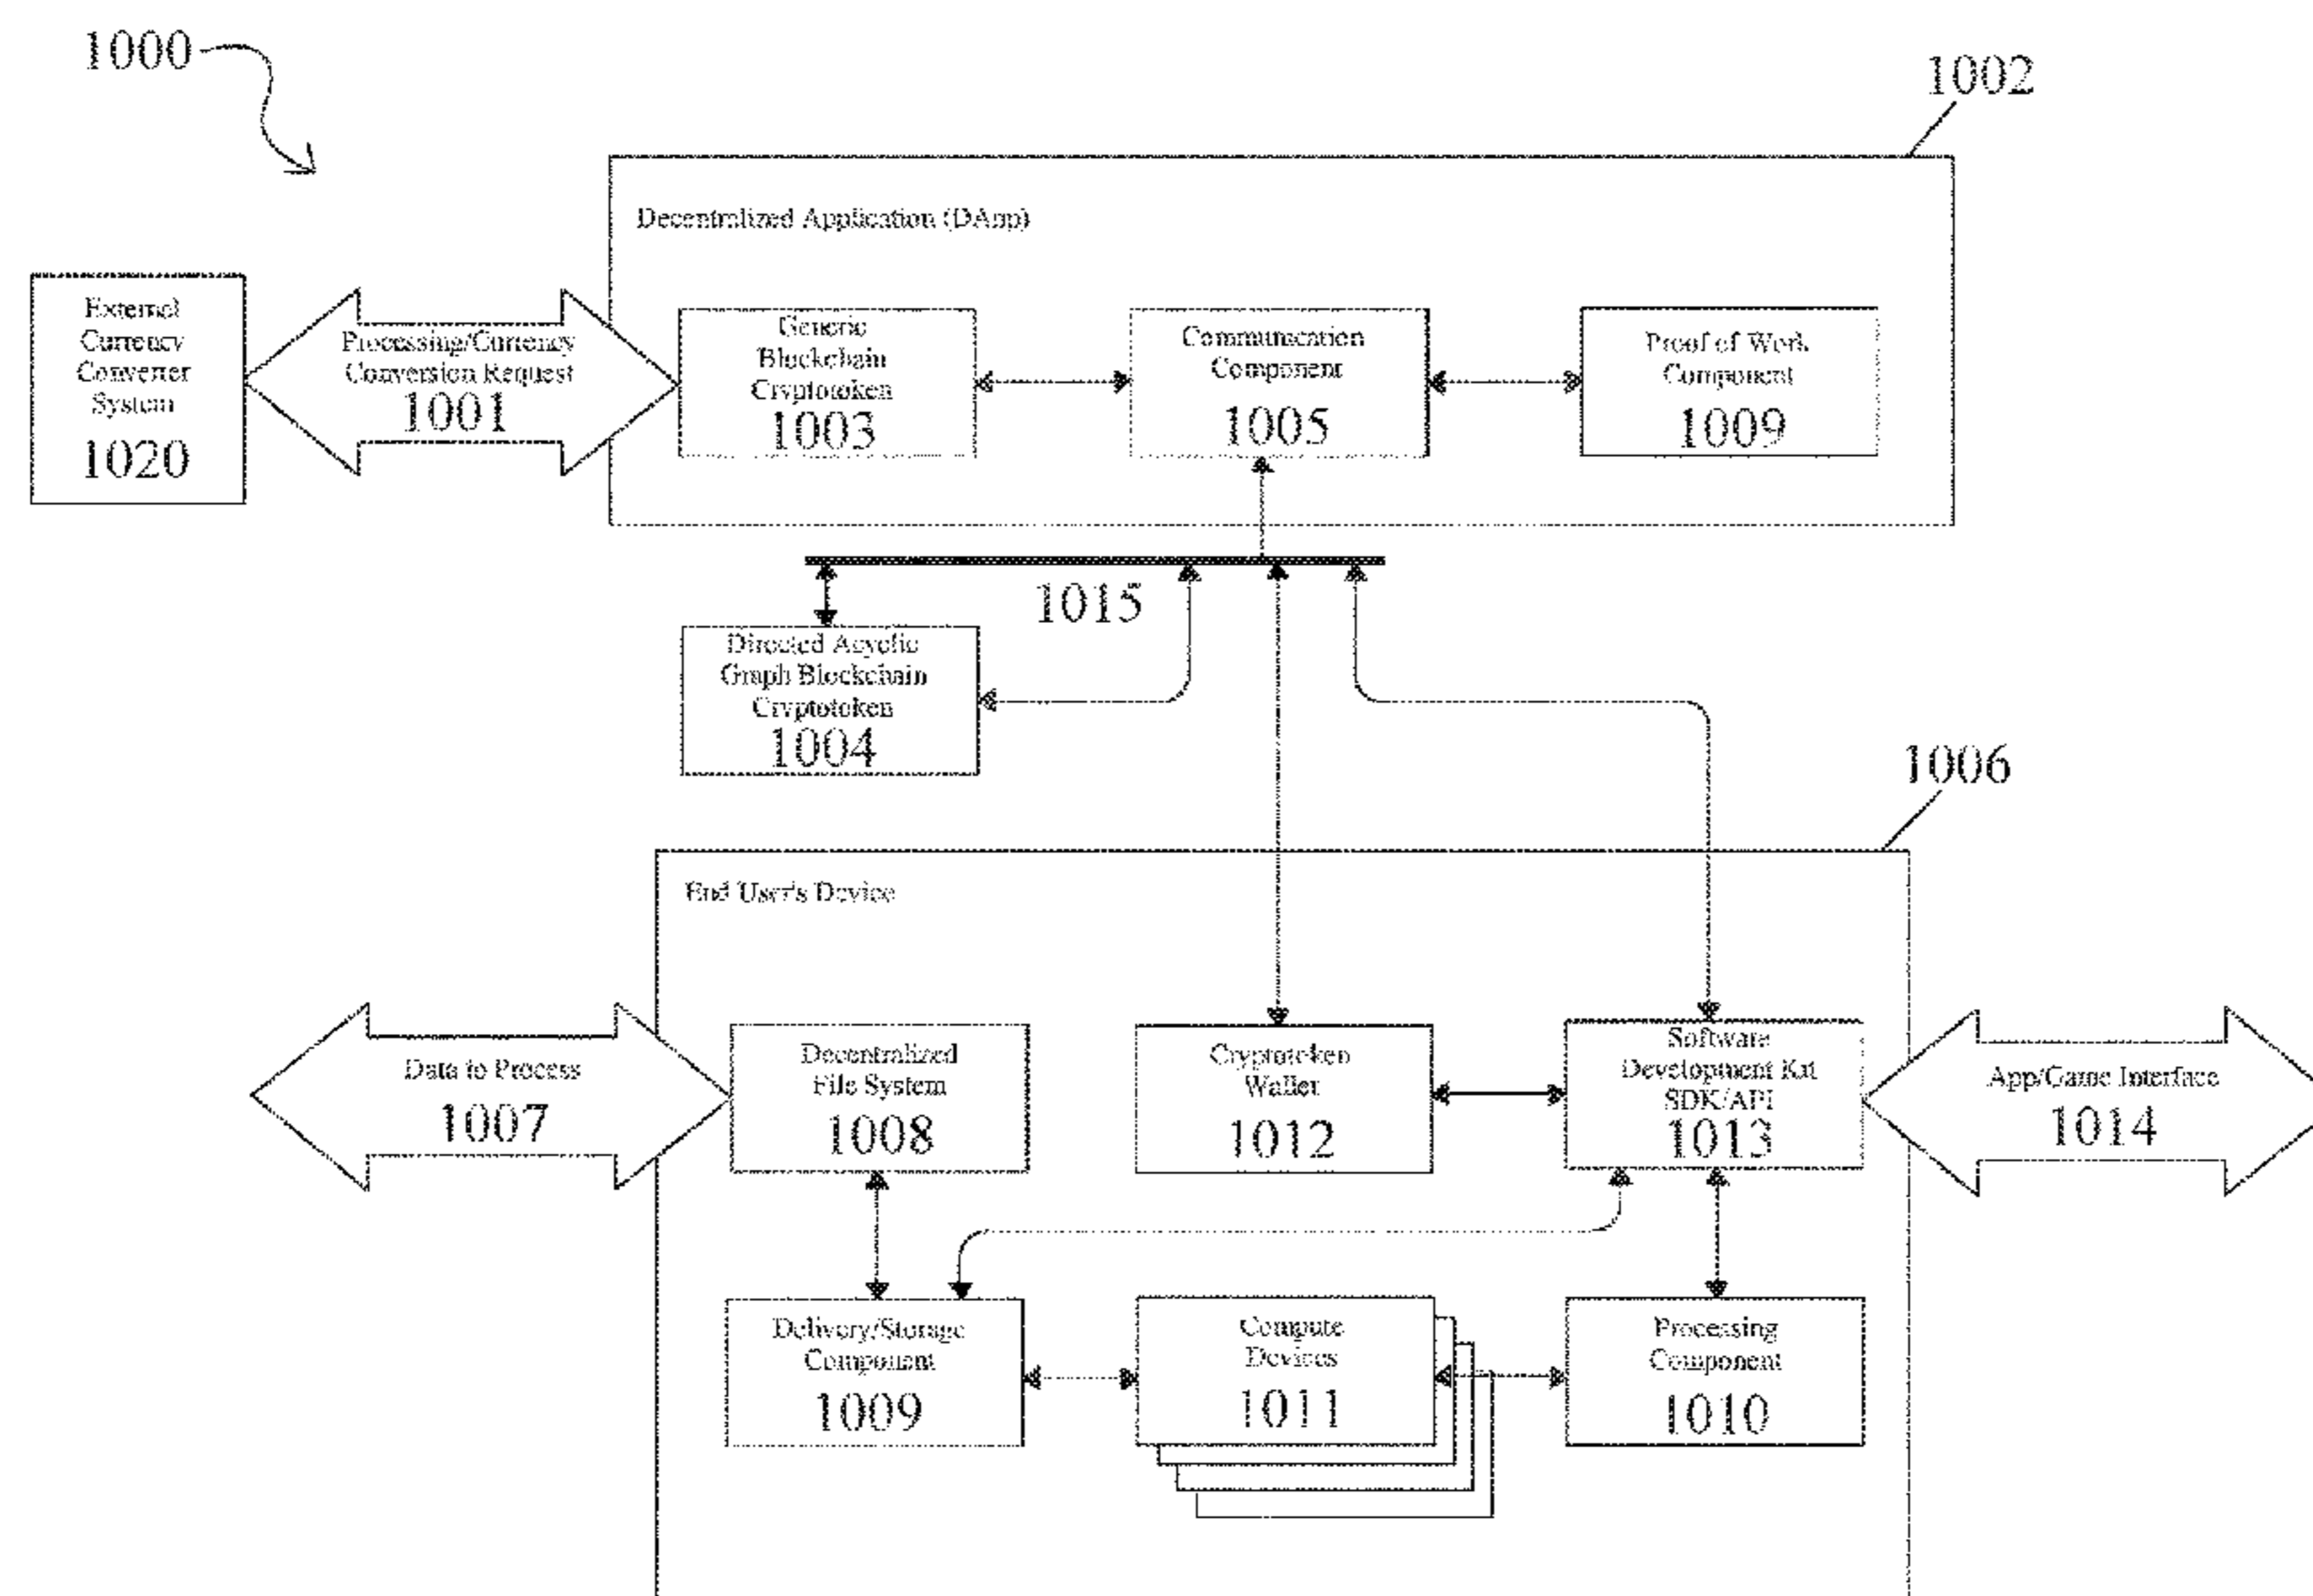 1000
1002
Decentralized Application (DApp)
External
Currency
Converter
System
1020
Processing/Currency
Conversion Request
1001
Generic
Blockchain
Cryptotoken
1003
Communication
Component
1005
Proof of Work
Component
1009
1015
Directed Acyclic
Graph Blockchain
Cryptotoken
1004
1006
End User's Device
Data to Process
1007
Decentralized
File System
1008
Cryptotoken
Wallet
1012
Software
Development Kit
SDK/API
1013
App/Game Interface
1014
Delivery/Storage
Component
1009
Compute
Devices
1011
Processing
Component
1010